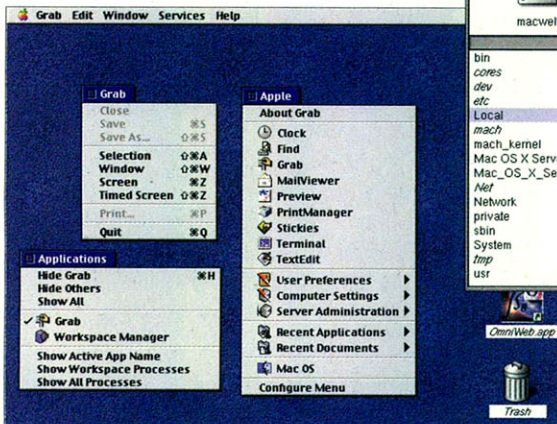 Grab Edit Window Services Help
Grab
Close
Save ⌘S
Save As... ⇧⌘S
Selection ⇧⌘A
Window ⇧⌘W
Screen ⌘Z
Timed Screen ⇧⌘Z
Print... ⌘P
Quit ⌘Q
Applications
Hide Grab ⌘H
Hide Others
Show All
✓ Grab
Workspace Manager
Show Active App Name
Show Workspace Processes
Show All Processes
Apple
About Grab
Clock
Find
Grab
MailViewer
Preview
PrintManager
Stickies
Terminal
TextEdit
User Preferences
Computer Settings
Server Administration
Recent Applications
Recent Documents
Mac OS
Configure Menu
macwel
bin
cores
dev
etc
Local
mach
mach_kernel
Mac OS X Serve
Mac_OS_X_Se
Net
Network
private
sbin
System
tmp
usr
OmniWeb.app
Trash